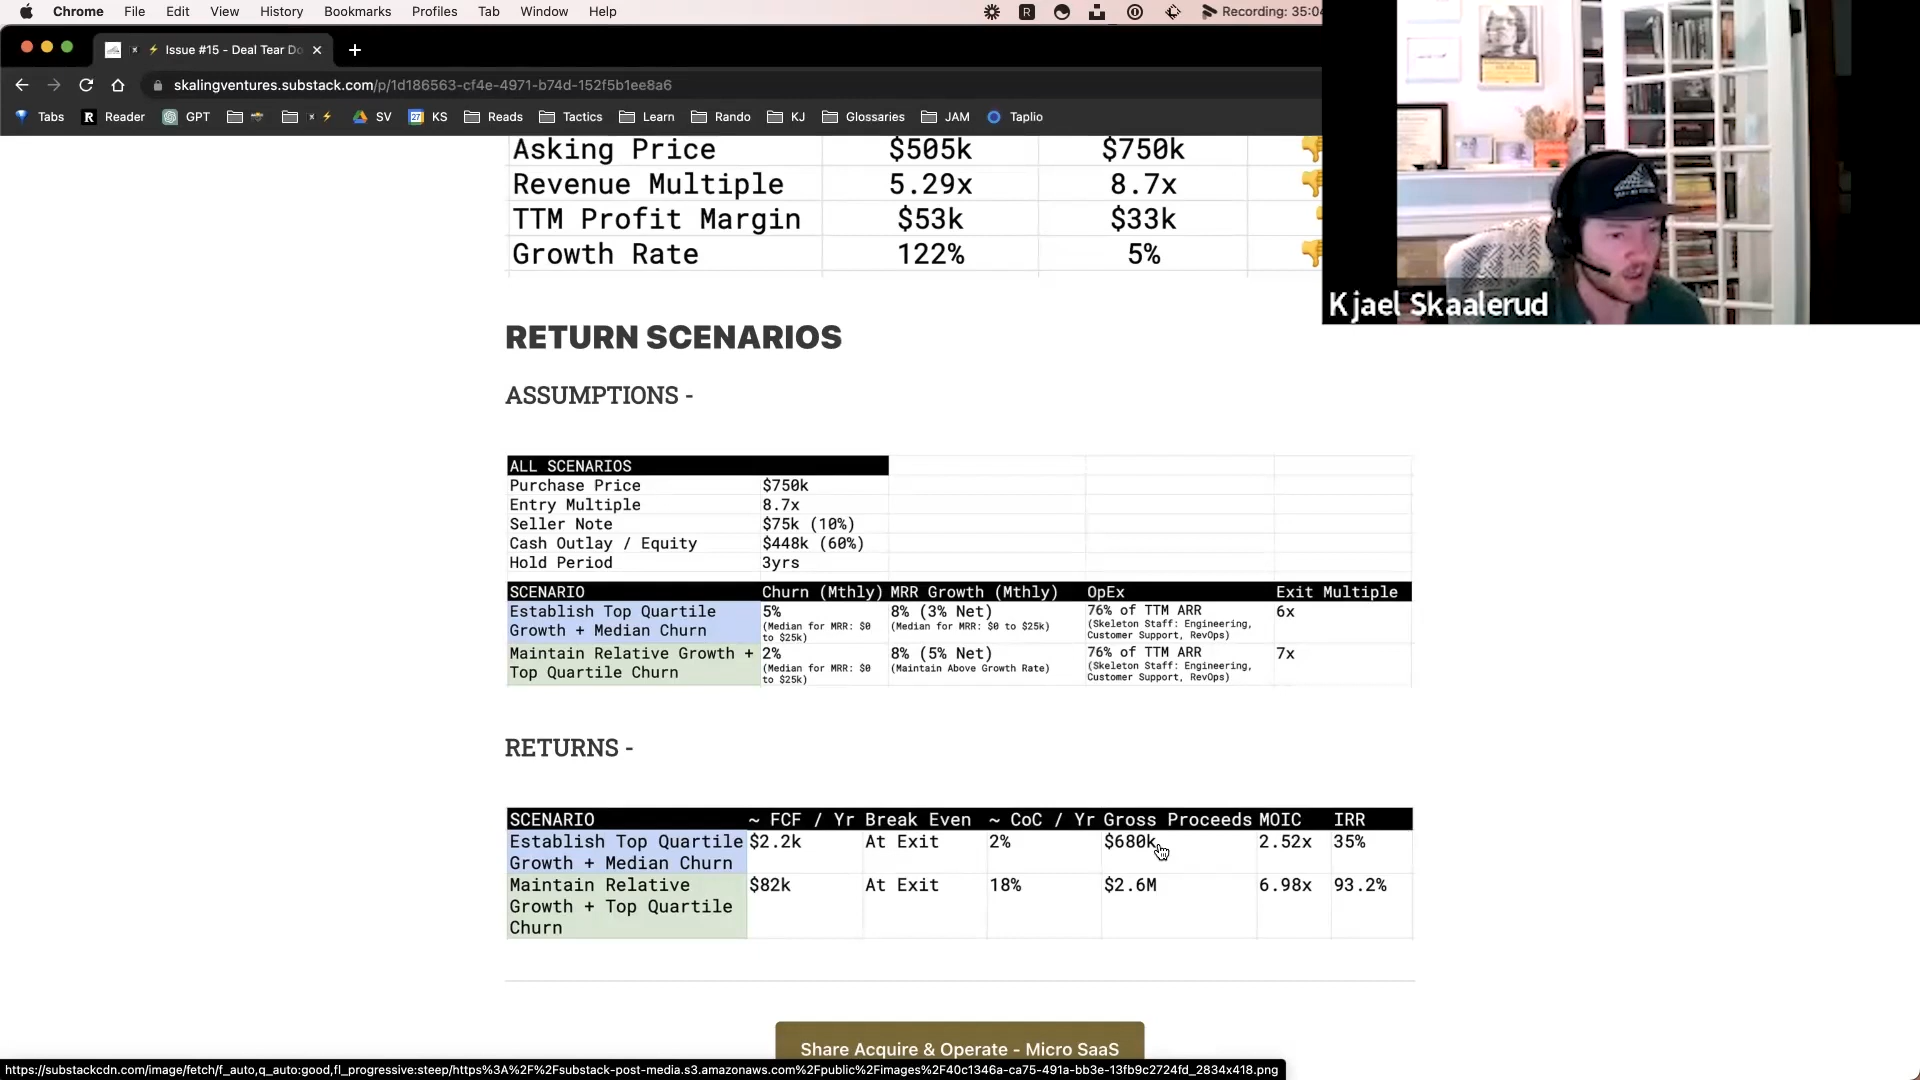 Chrome File Edit View History Bookmarks Profiles Tab Window Help
Recording: 35:04
Issue #15 - Deal Tear Do
skalingventures.substack.com/p/1d186563-cf4e-4971-b74d-152f5b1ee8a6
Tabs R Reader GPT SV 27 KS Reads Tactics Learn Rando KJ Glossaries JAM Taplio
Kjael Skaalerud
Asking Price $505k $750k
Revenue Multiple 5.29x 8.7x
TTM Profit Margin $53k $33k
Growth Rate 122% 5%
RETURN SCENARIOS
ASSUMPTIONS -
ALL SCENARIOS
Purchase Price $750k
Entry Multiple 8.7x
Seller Note $75k (10%)
Cash Outlay / Equity $448k (60%)
Hold Period 3yrs
SCENARIO Churn (Mthly) MRR Growth (Mthly) OpEx Exit Multiple
Establish Top Quartile 5% 8% (3% Net) 76% of TTM ARR 6x
Growth + Median Churn (Median for MRR: $0 (Median for MRR: $0 to $25k) (Skeleton Staff: Engineering,
to $25k) Customer Support, RevOps)
Maintain Relative Growth + 2% 8% (5% Net) 76% of TTM ARR 7x
Top Quartile Churn (Median for MRR: $0 (Maintain Above Growth Rate) (Skeleton Staff: Engineering,
to $25k) Customer Support, RevOps)
RETURNS -
SCENARIO ~ FCF / Yr Break Even ~ CoC / Yr Gross Proceeds MOIC IRR
Establish Top Quartile $2.2k At Exit 2% $680k 2.52x 35%
Growth + Median Churn
Maintain Relative $82k At Exit 18% $2.6M 6.98x 93.2%
Growth + Top Quartile
Churn
Share Acquire & Operate - Micro SaaS
https://substackcdn.com/image/fetch/f_auto,q_auto:good,fl_progressive:steep/https%3A%2F%2Fsubstack-post-media.s3.amazonaws.com%2Fpublic%2Fimages%2F40c1346a-ca75-491a-bb3e-13fb9c2724fd_2834x418.png